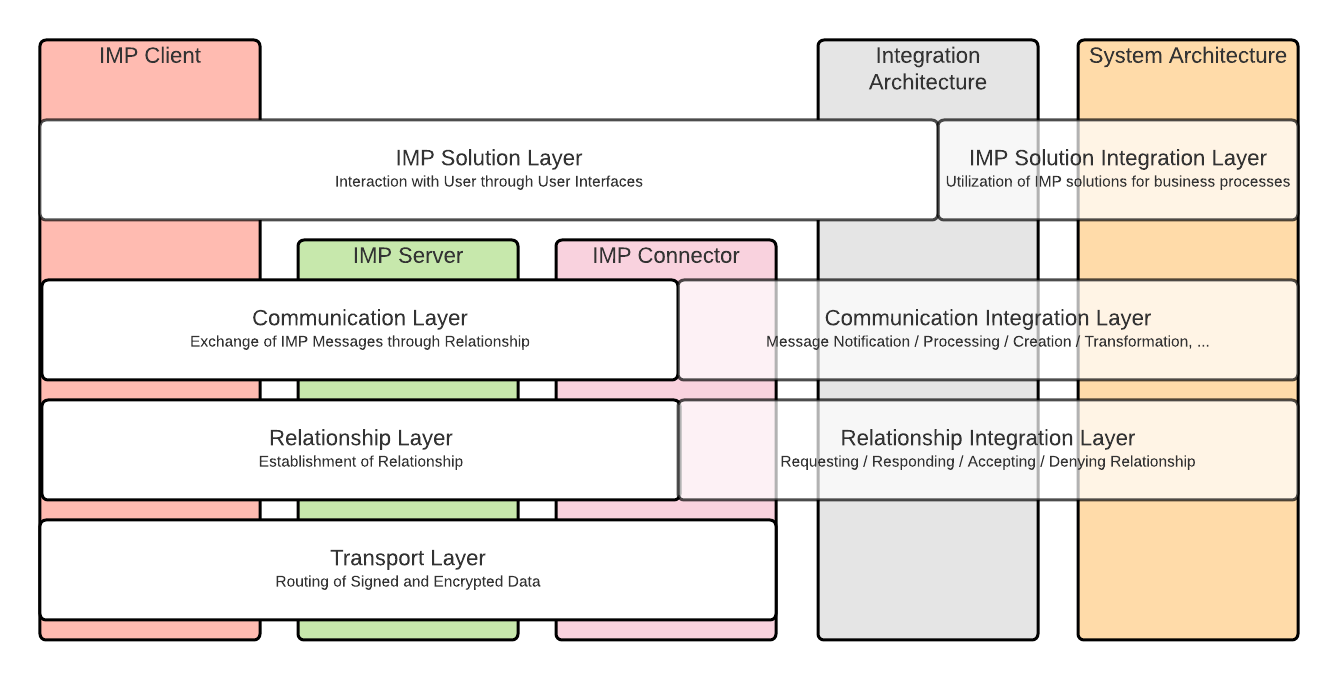 IMP Client
Integration
Architecture
System Architecture
IMP Solution Layer
Interaction with User through User Interfaces
IMP Solution Integration Layer
Utilization of IMP solutions for business processes
IMP Server
IMP Connector
Communication Layer
Exchange of IMP Messages through Relationship
Communication Integration Layer
Message Notification / Processing / Creation / Transformation, ...
Relationship Layer
Establishment of Relationship
Relationship Integration Layer
Requesting / Responding / Accepting / Denying Relationship
Transport Layer
Routing of Signed and Encrypted Data